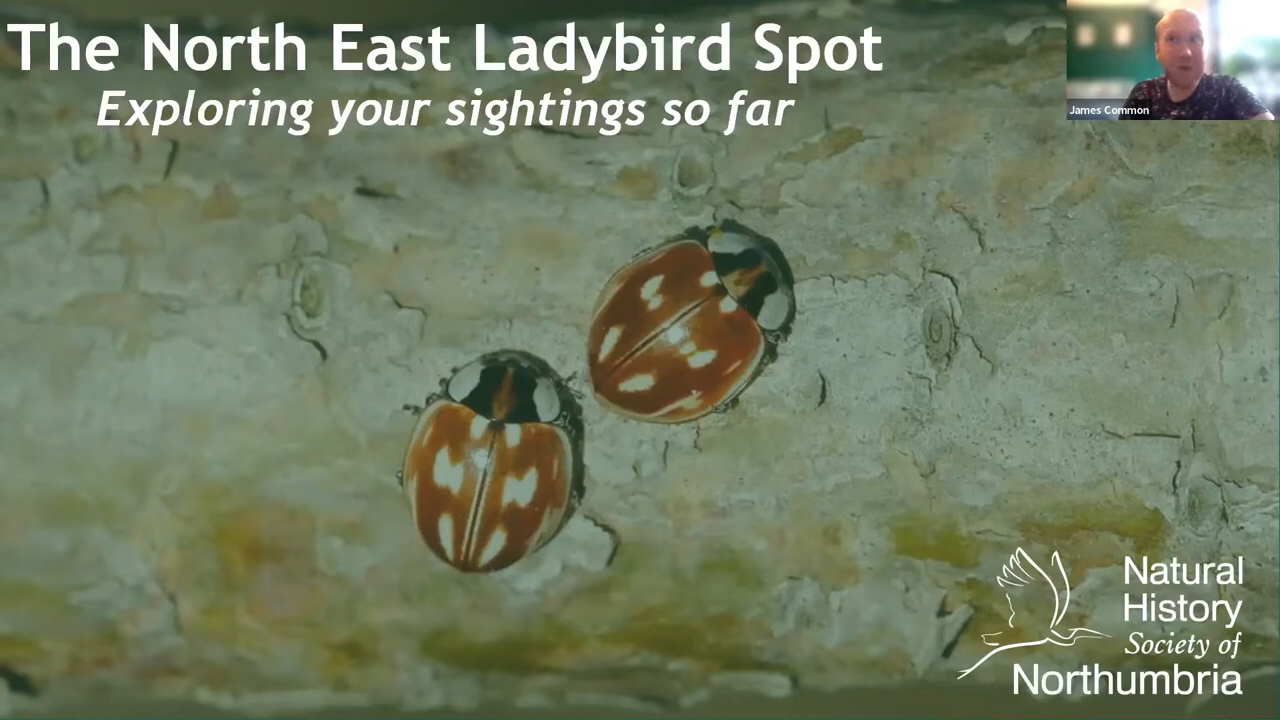 The North East Ladybird Spot
Exploring your sightings so far
James Common
Natural
History
Society of
Northumbria